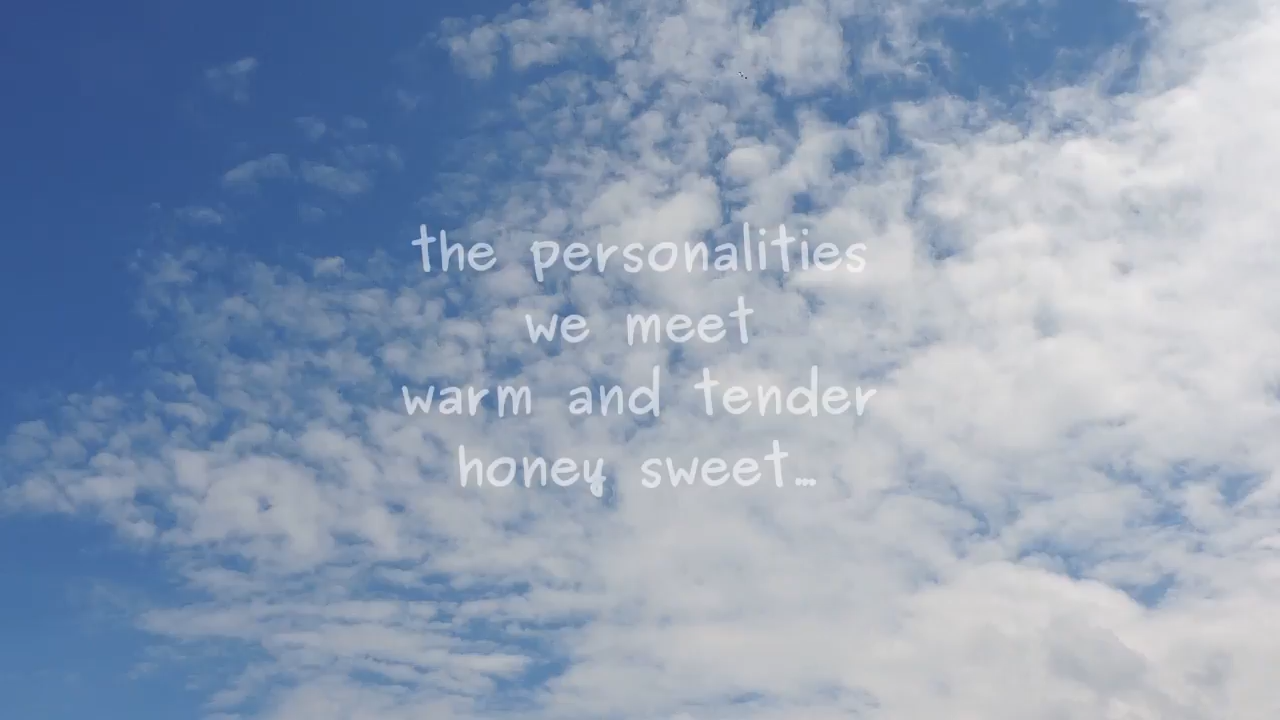 the personalities
we meet
warm and tender
honey sweet...